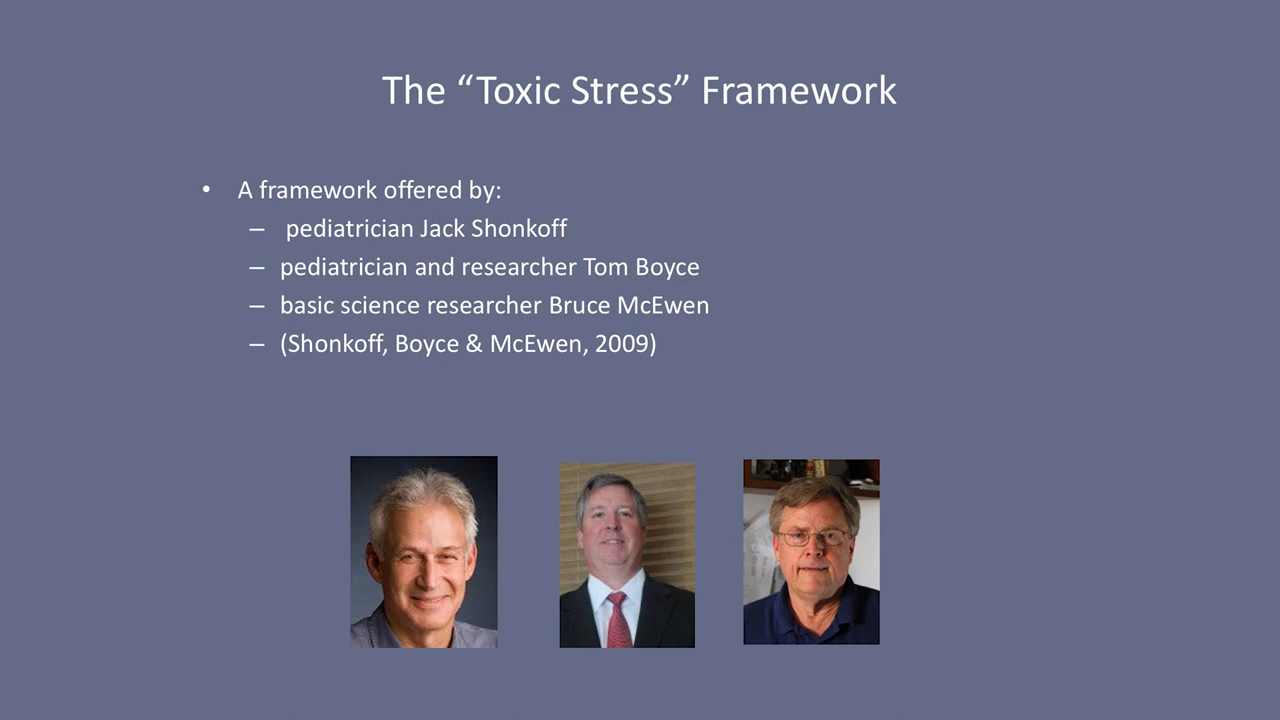 The “Toxic Stress” Framework
• A framework offered by:
– pediatrician Jack Shonkoff
– pediatrician and researcher Tom Boyce
– basic science researcher Bruce McEwen
– (Shonkoff, Boyce & McEwen, 2009)